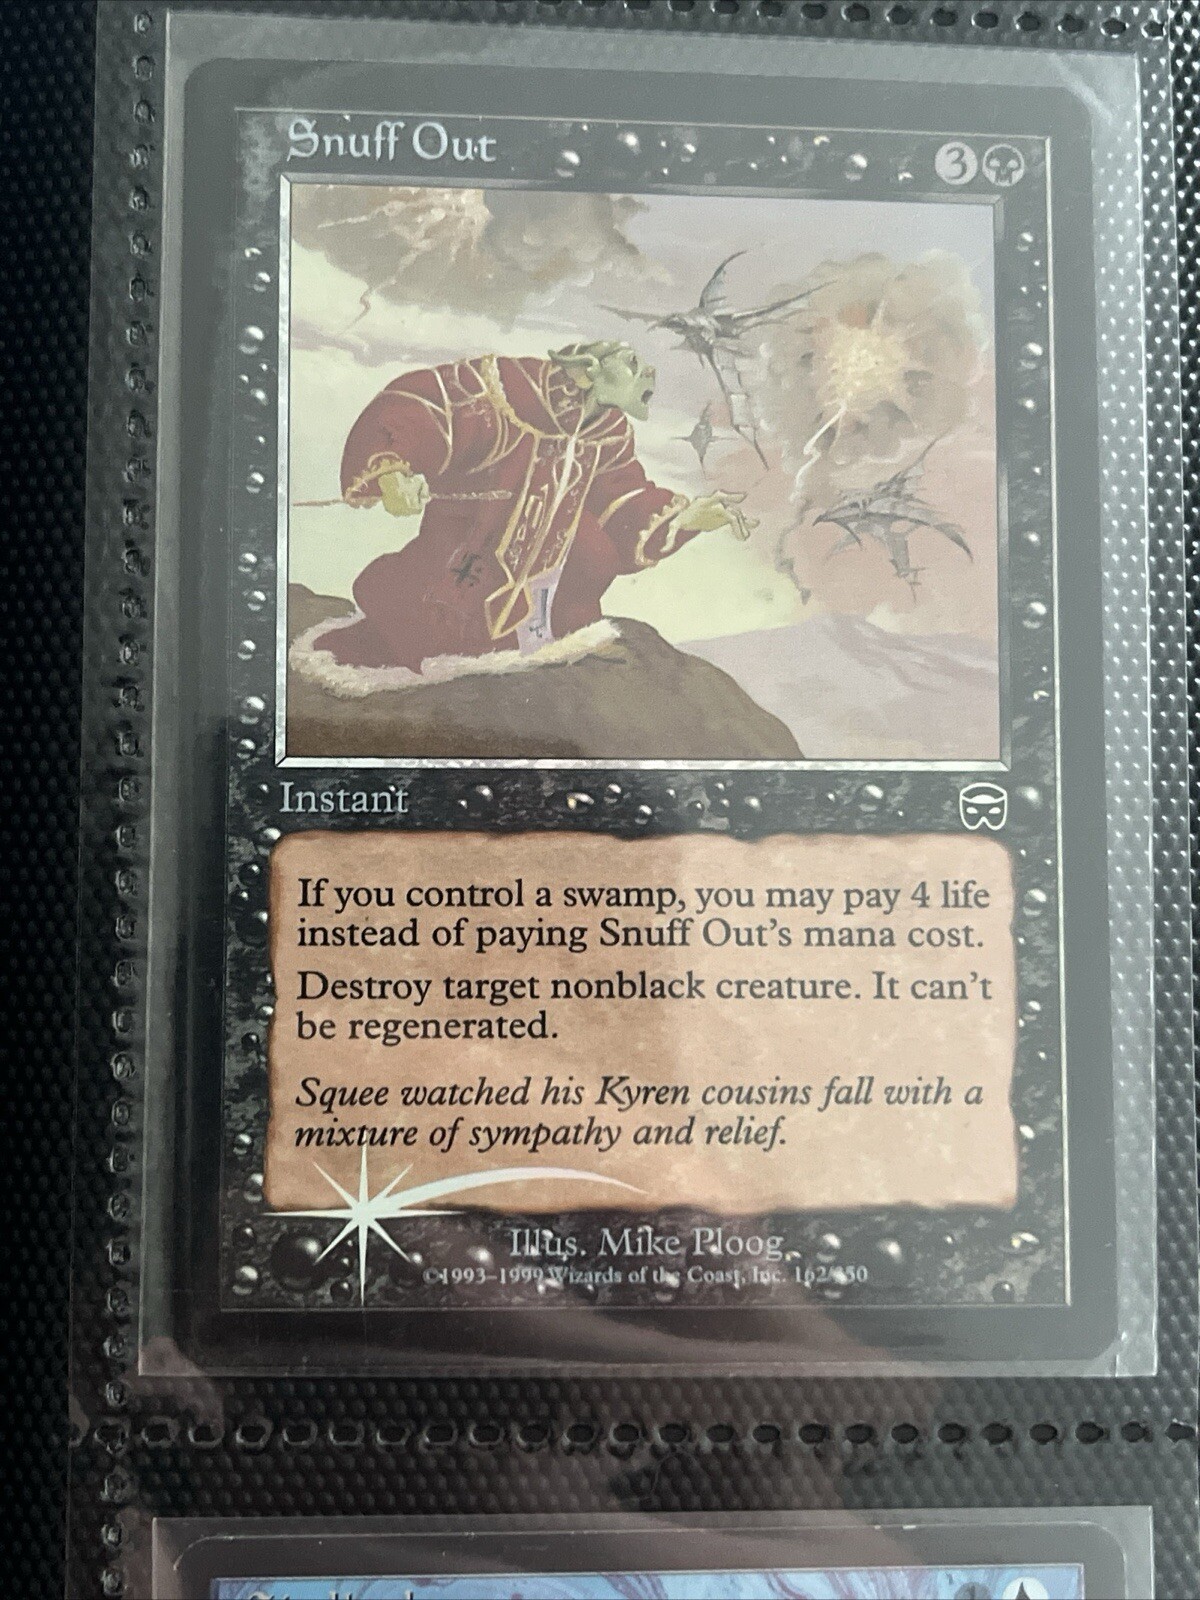 Snuff Out
3
Instant
If you control a swamp, you may pay 4 life
instead of paying Snuff Out's mana cost.
Destroy target nonblack creature. It can't
be regenerated.
Squee watched his Kyren cousins fall with a
mixture of sympathy and relief.
Illus. Mike Ploog
©1993–1999 Wizards of the Coast, Inc. 162/350